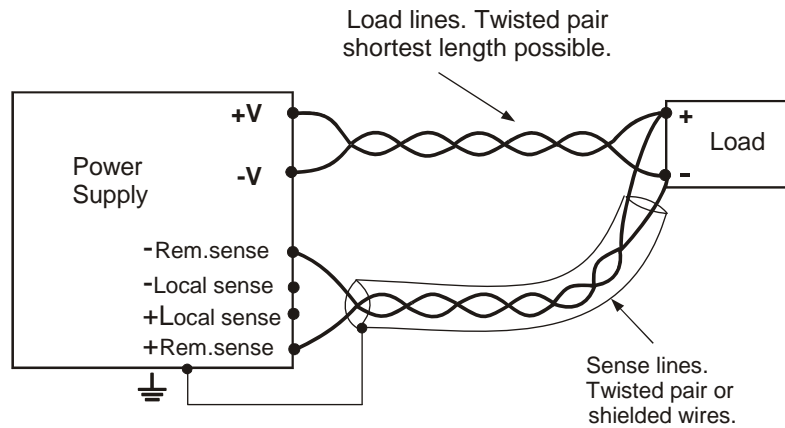 Load lines. Twisted pair
shortest length possible.
+V
-V
Power
Supply
+
-
Load
-Rem.sense
-Local sense
+Local sense
+Rem.sense
Sense lines.
Twisted pair or
shielded wires.